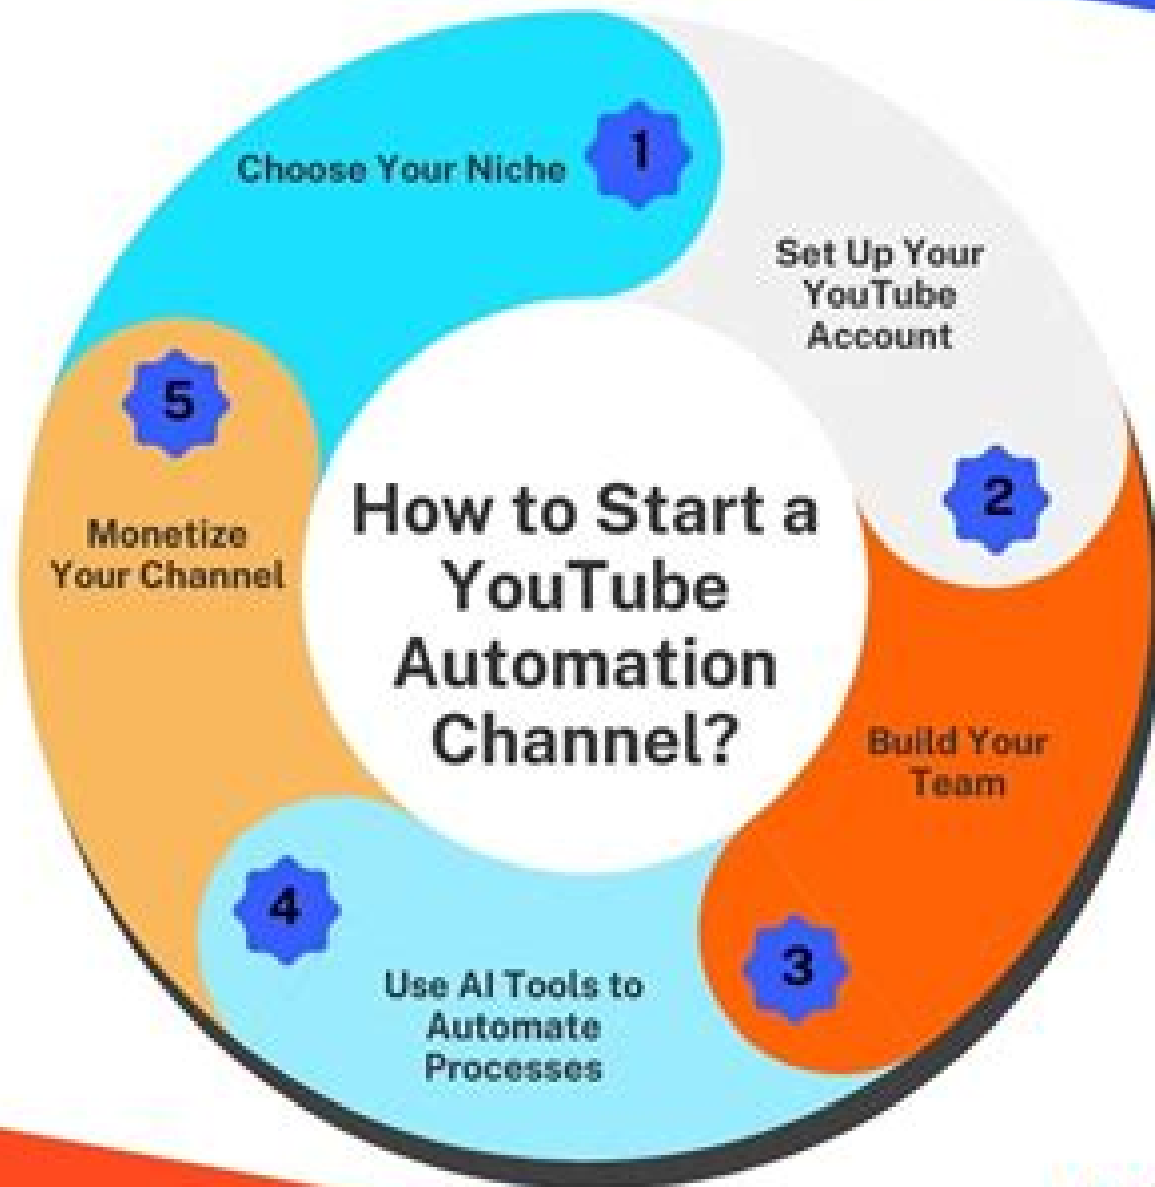 How to Start a
YouTube
Automation
Channel?
1
Choose Your Niche
2
Set Up Your
YouTube
Account
3
Build Your
Team
4
Use AI Tools to
Automate
Processes
5
Monetize
Your Channel